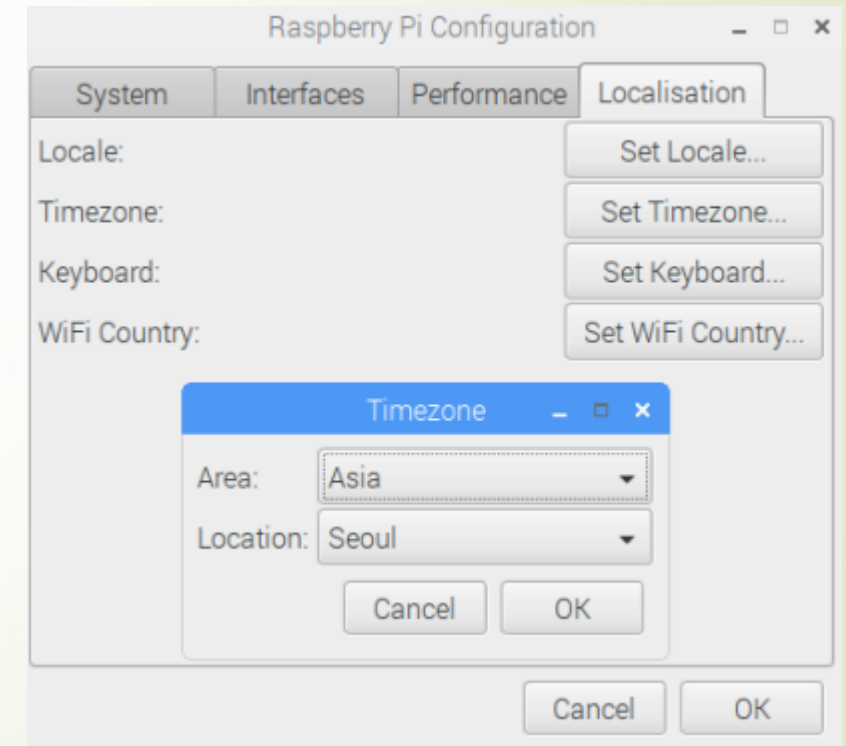 Raspberry Pi Configuration
System Interfaces Performance Localisation
Locale: Set Locale...
Timezone: Set Timezone...
Keyboard: Set Keyboard...
WiFi Country: Set WiFi Country...
Timezone
Area: Asia
Location: Seoul
Cancel OK
Cancel OK